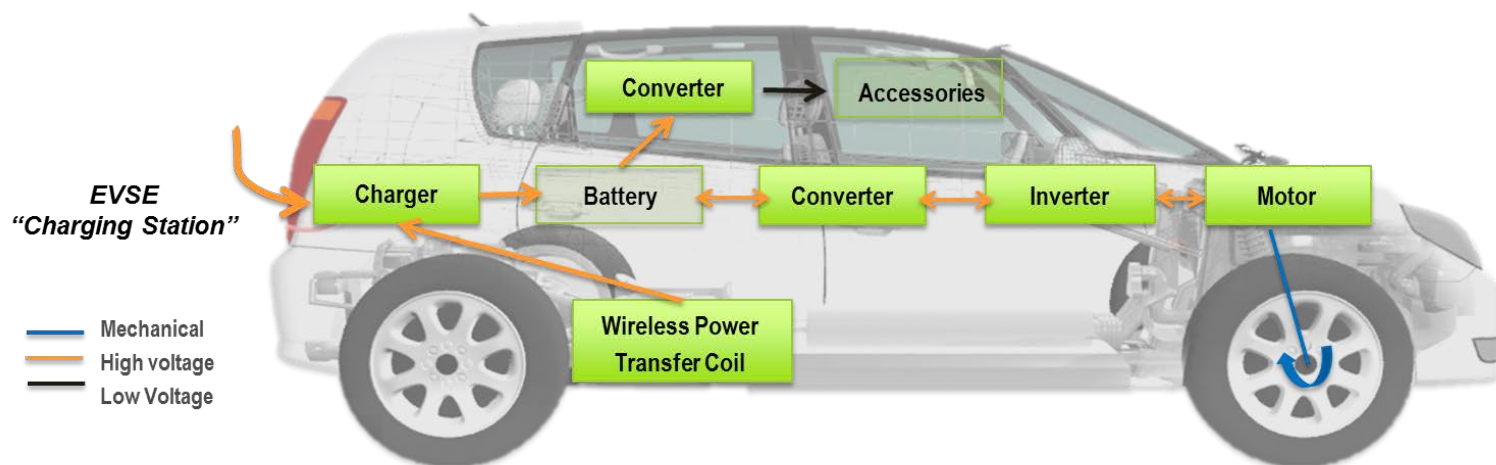 Converter
Accessories
EVSE
“Charging Station”
Charger
Battery
Converter
Inverter
Motor
Wireless Power
Transfer Coil
Mechanical
High voltage
Low Voltage